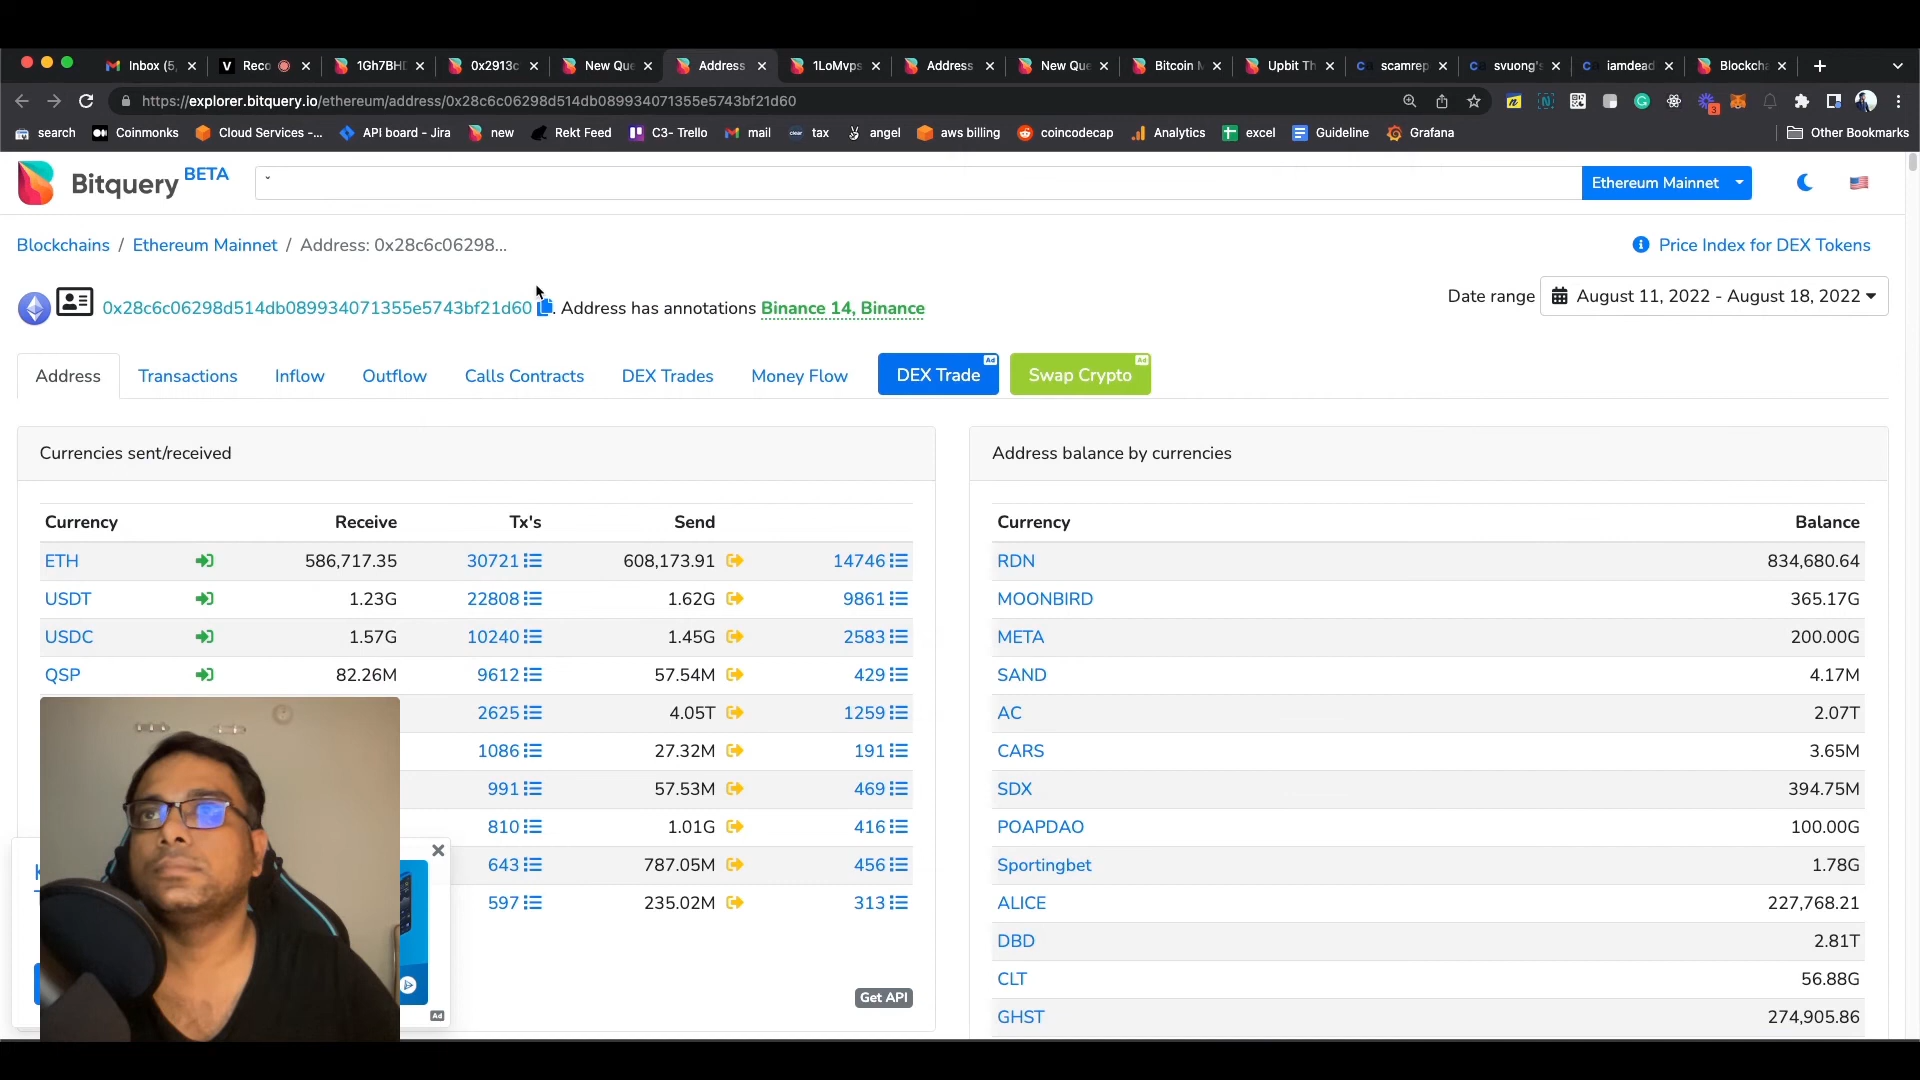 Inbox (5, Reco 1Gh7BH 0x2913c New Que Address 1LoMvps Address New Que Bitcoin M Upbit Th scamrep svuong's iamdead Blockcha
https://explorer.bitquery.io/ethereum/address/0x28c6c06298d514db089934071355e5743bf21d60
3
search Coinmonks Cloud Services -... API board - Jira new Rekt Feed C3- Trello mail tax angel aws billing coincodecap Analytics excel Guideline Grafana Other Bookmarks
Bitquery BETA Ethereum Mainnet
Blockchains / Ethereum Mainnet / Address: 0x28c6c06298... Price Index for DEX Tokens
0x28c6c06298d514db089934071355e5743bf21d60 . Address has annotations Binance 14, Binance Date range August 11, 2022 - August 18, 2022
Address Transactions Inflow Outflow Calls Contracts DEX Trades Money Flow DEX Trade Ad Swap Crypto Ad
Currencies sent/received
Currency Receive Tx's Send
ETH 586,717.35 30721 608,173.91 14746
USDT 1.23G 22808 1.62G 9861
USDC 1.57G 10240 1.45G 2583
QSP 82.26M 9612 57.54M 429
2625 4.05T 1259
1086 27.32M 191
991 57.53M 469
810 1.01G 416
643 787.05M 456
597 235.02M 313
Get API
Ad
Address balance by currencies
Currency Balance
RDN 834,680.64
MOONBIRD 365.17G
META 200.00G
SAND 4.17M
AC 2.07T
CARS 3.65M
SDX 394.75M
POAPDAO 100.00G
Sportingbet 1.78G
ALICE 227,768.21
DBD 2.81T
CLT 56.88G
GHST 274,905.86